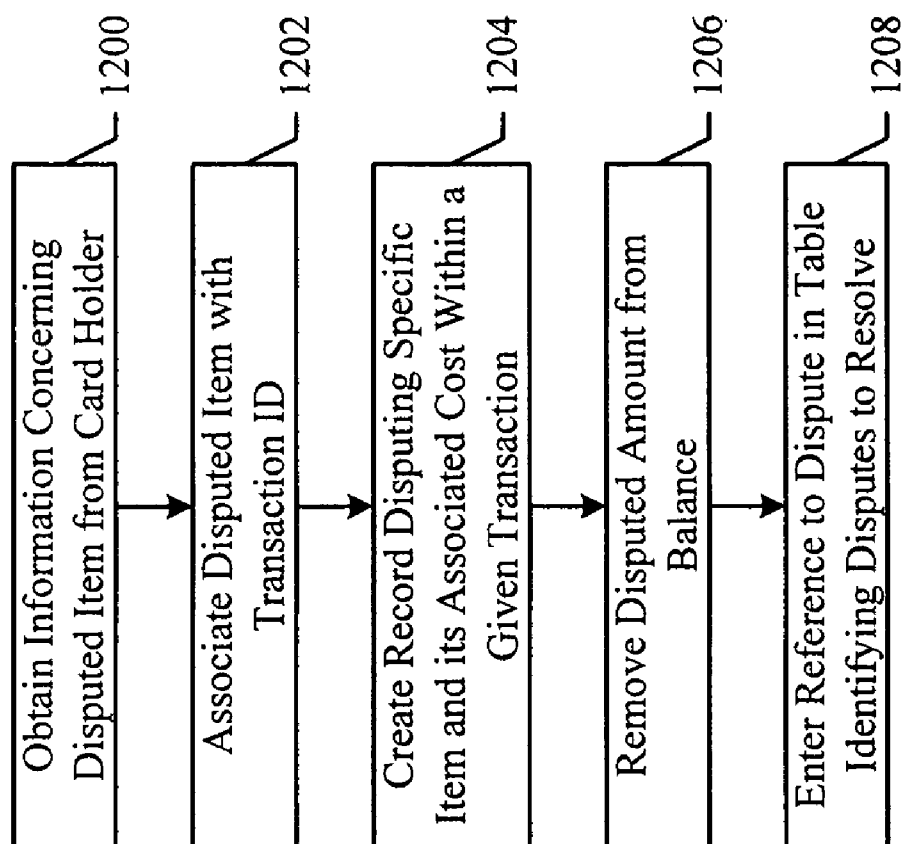 Obtain Information Concerning
Disputed Item from Card Holder
1200
Associate Disputed Item with
Transaction ID
1202
Create Record Disputing Specific
Item and its Associated Cost Within a
Given Transaction
1204
Remove Disputed Amount from
Balance
1206
Enter Reference to Dispute in Table
Identifying Disputes to Resolve
1208